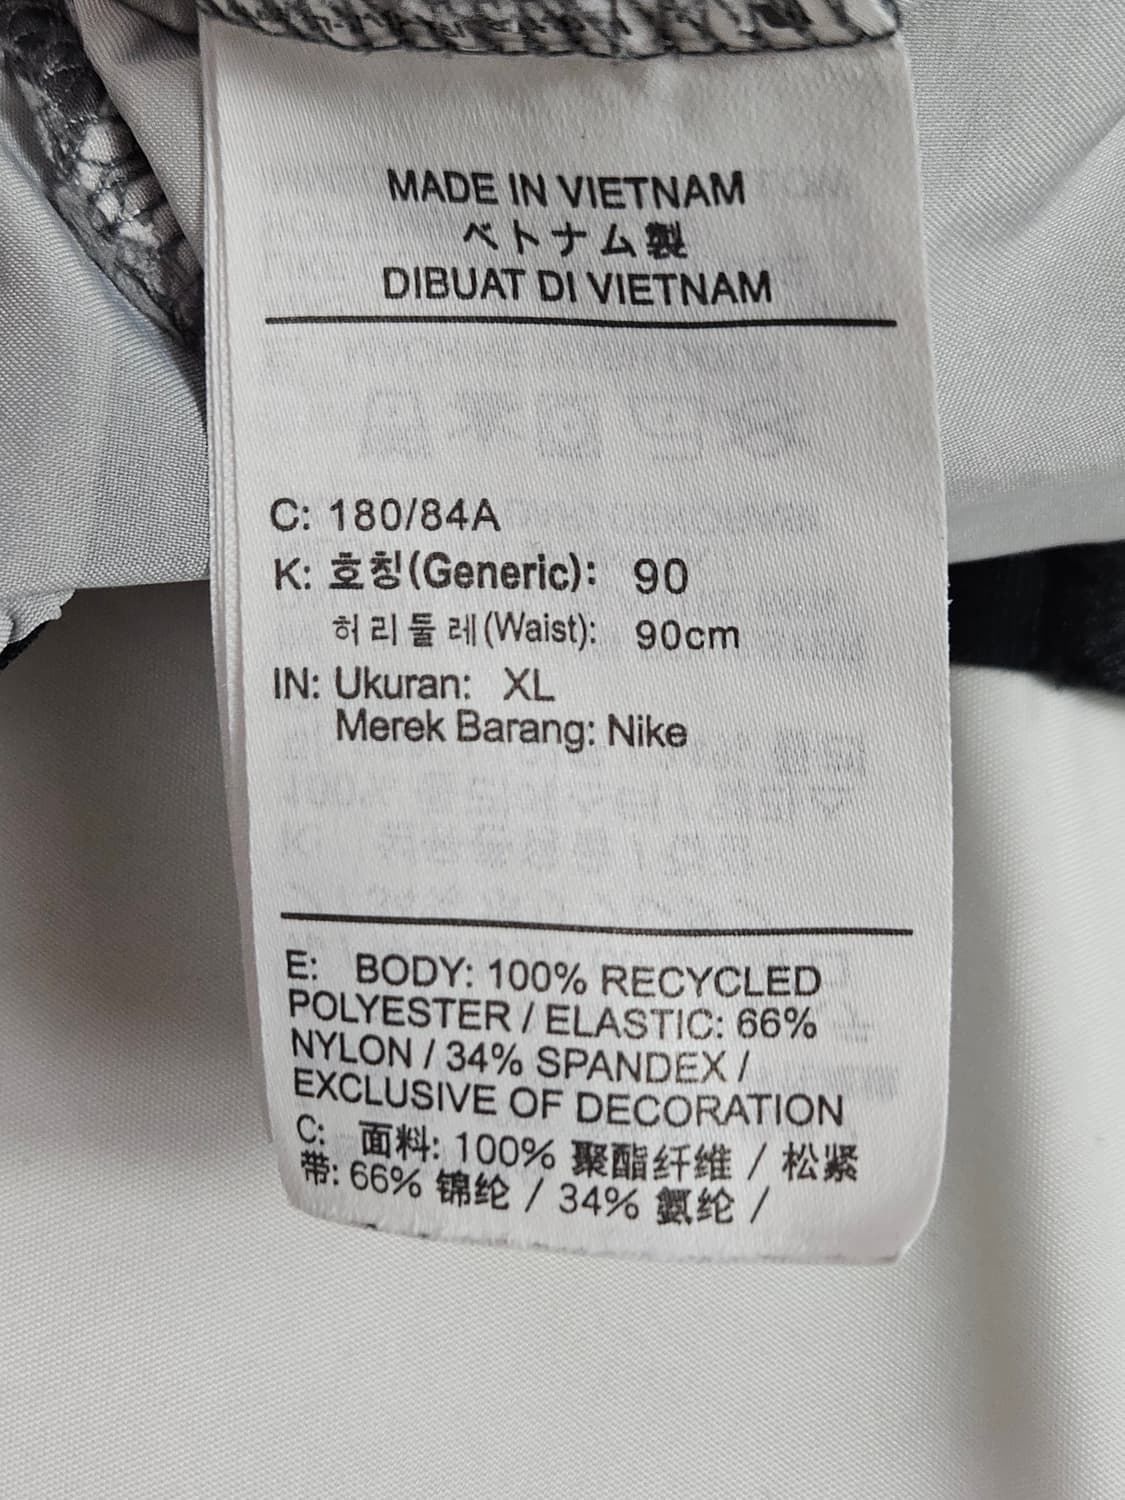 MADE IN VIETNAM
ベトナム製
DIBUAT DI VIETNAM
C: 180/84A
K: 호칭(Generic): 90
허리둘레(Waist): 90cm
IN: Ukuran: XL
Merek Barang: Nike
E: BODY: 100% RECYCLED
POLYESTER / ELASTIC: 66%
NYLON / 34% SPANDEX /
EXCLUSIVE OF DECORATION
C: 面料: 100% 聚酯纤维 / 松紧
带: 66% 锦纶 / 34% 氨纶 /